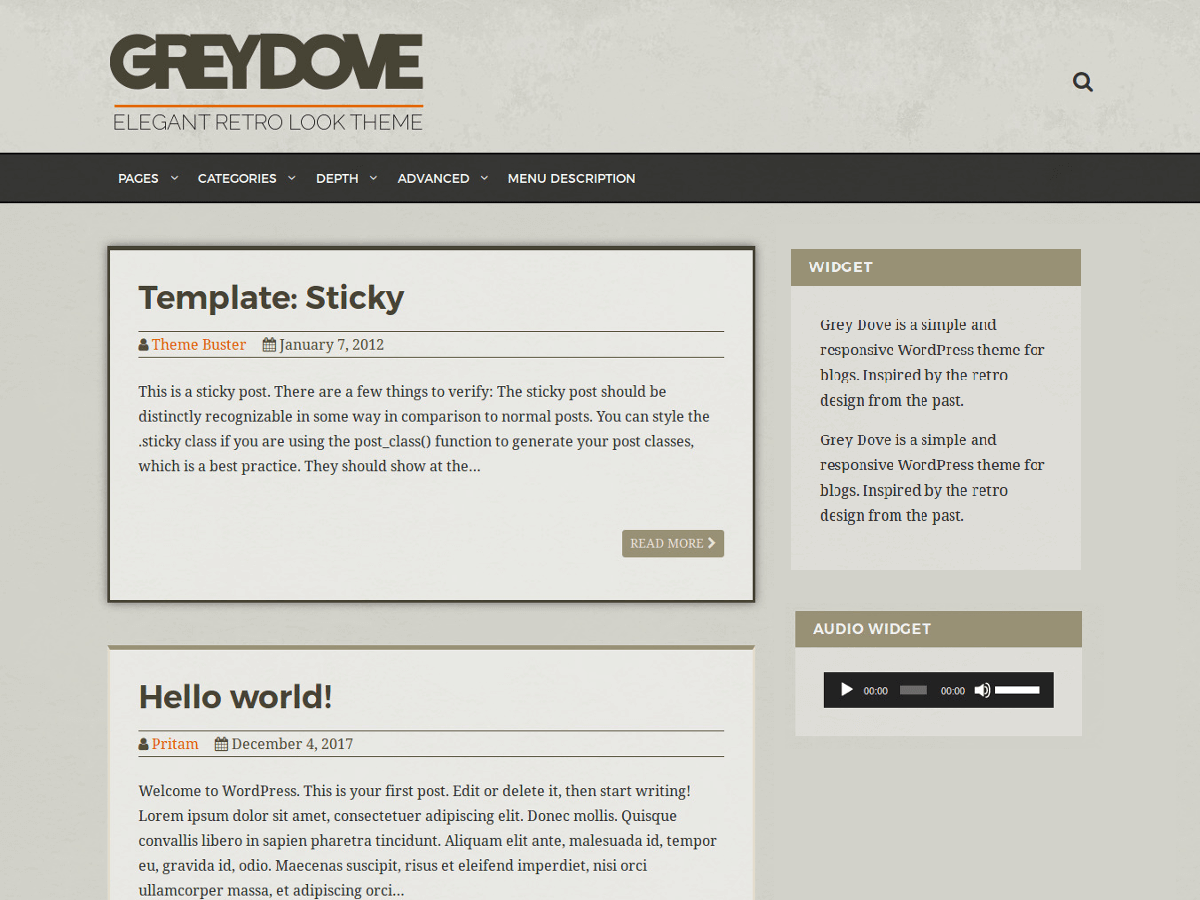 GREYDOVE
ELEGANT RETRO LOOK THEME
PAGES CATEGORIES DEPTH ADVANCED MENU DESCRIPTION
Template: Sticky
Theme Buster January 7, 2012
This is a sticky post. There are a few things to verify: The sticky post should be
distinctly recognizable in some way in comparison to normal posts. You can style the
.sticky class if you are using the post_class() function to generate your post classes,
which is a best practice. They should show at the...
READ MORE
Hello world!
Pritam December 4, 2017
Welcome to WordPress. This is your first post. Edit or delete it, then start writing!
Lorem ipsum dolor sit amet, consectetuer adipiscing elit. Donec mollis. Quisque
convallis libero in sapien pharetra tincidunt. Aliquam elit ante, malesuada id, tempor
eu, gravida id, odio. Maecenas suscipit, risus et eleifend imperdiet, nisi orci
ullamcorper massa, et adipiscing orci...
WIDGET
Grey Dove is a simple and
responsive WordPress theme for
blogs. Inspired by the retro
design from the past.
Grey Dove is a simple and
responsive WordPress theme for
blogs. Inspired by the retro
design from the past.
AUDIO WIDGET
00:00 00:00